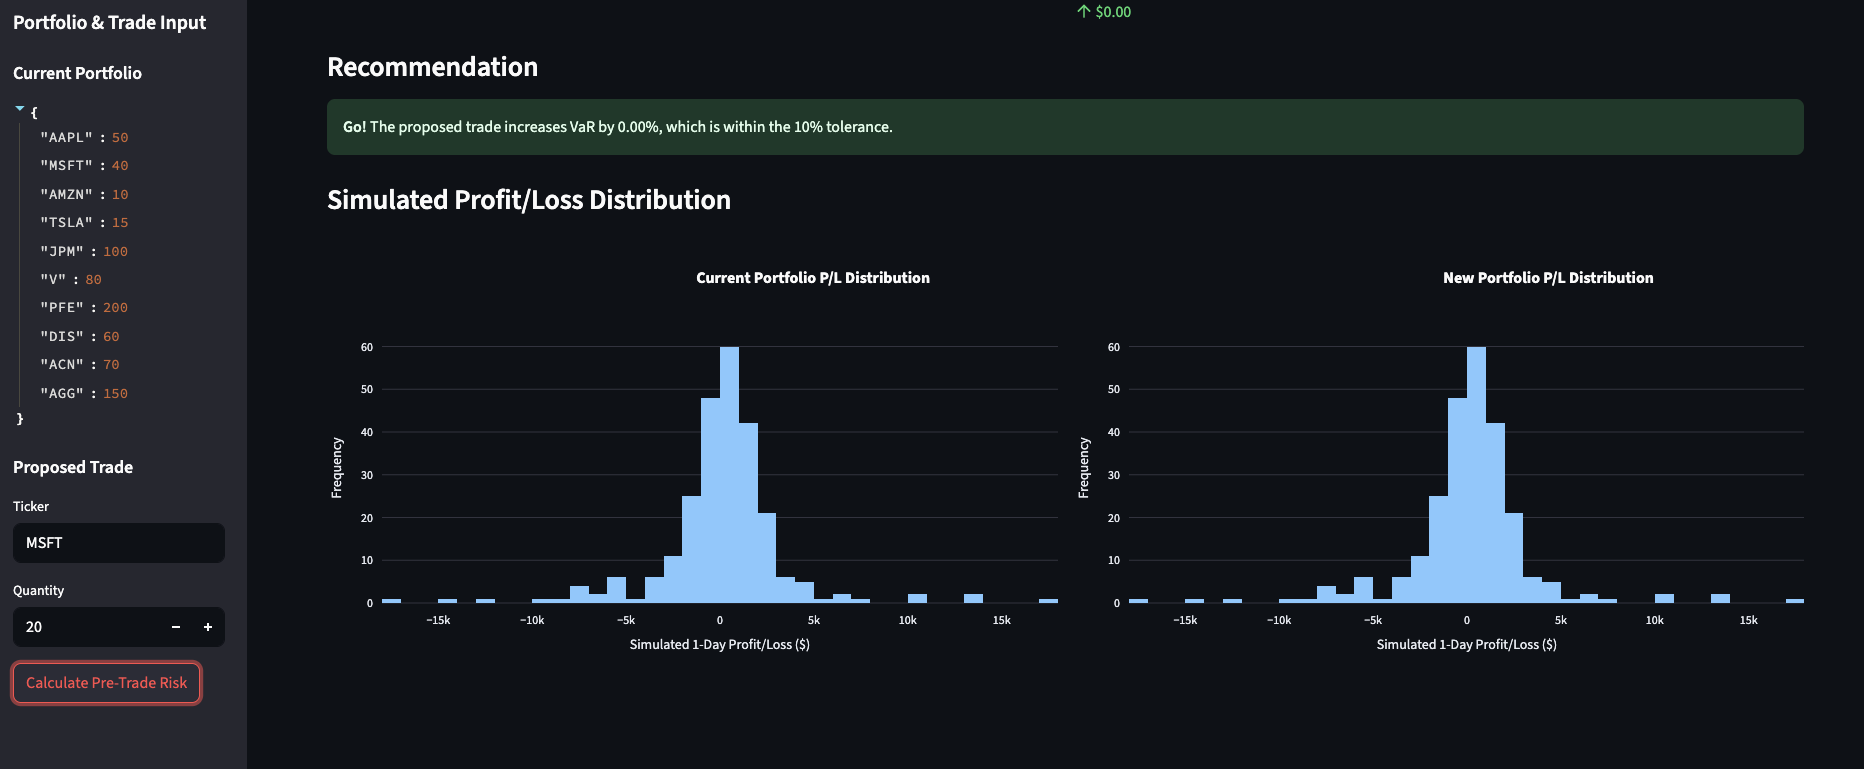 Portfolio & Trade Input
Current Portfolio
{
"AAPL" : 50
"MSFT" : 40
"AMZN" : 10
"TSLA" : 15
"JPM" : 100
"V" : 80
"PFE" : 200
"DIS" : 60
"ACN" : 70
"AGG" : 150
}
Proposed Trade
Ticker
MSFT
Quantity
20
− +
Calculate Pre-Trade Risk
↑ $0.00
Recommendation
Go! The proposed trade increases VaR by 0.00%, which is within the 10% tolerance.
Simulated Profit/Loss Distribution
Current Portfolio P/L Distribution
60
50
40
30
20
10
0
Frequency
−15k −10k −5k 0 5k 10k 15k
Simulated 1-Day Profit/Loss ($)
New Portfolio P/L Distribution
60
50
40
30
20
10
0
Frequency
−15k −10k −5k 0 5k 10k 15k
Simulated 1-Day Profit/Loss ($)